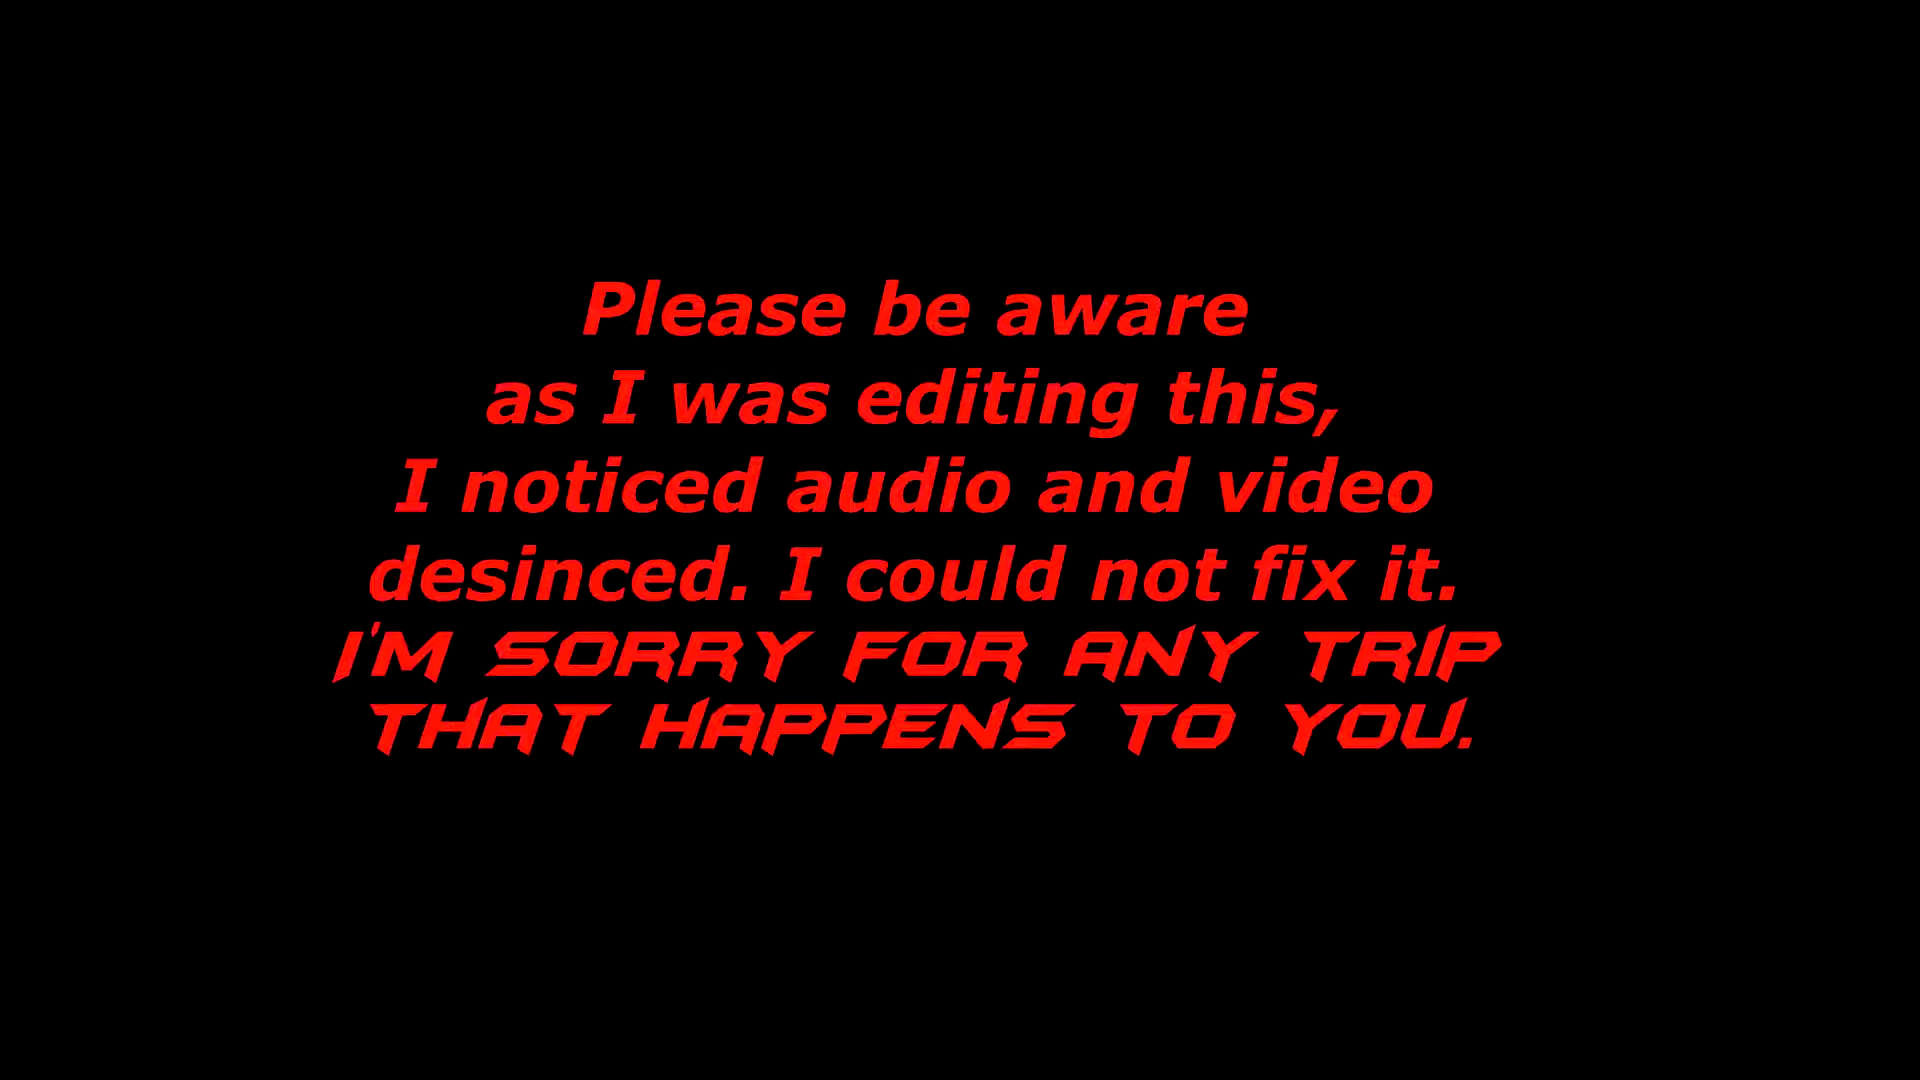 Please be aware
as I was editing this,
I noticed audio and video
desinced. I could not fix it.
I'M SORRY FOR ANY TRIP
THAT HAPPENS TO YOU.